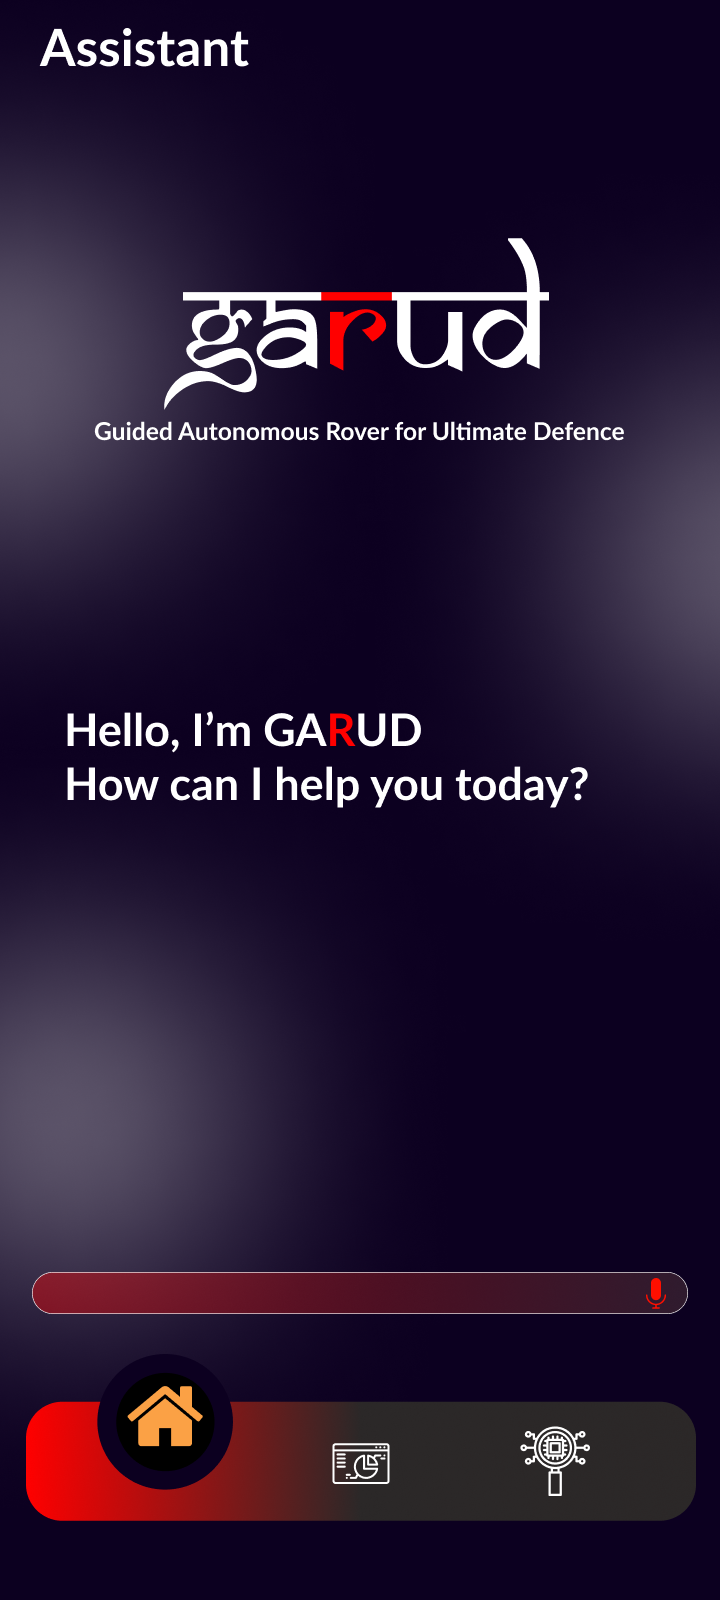 Assistant
garud
Guided Autonomous Rover for Ultimate Defence
Hello, I’m GARUD
How can I help you today?